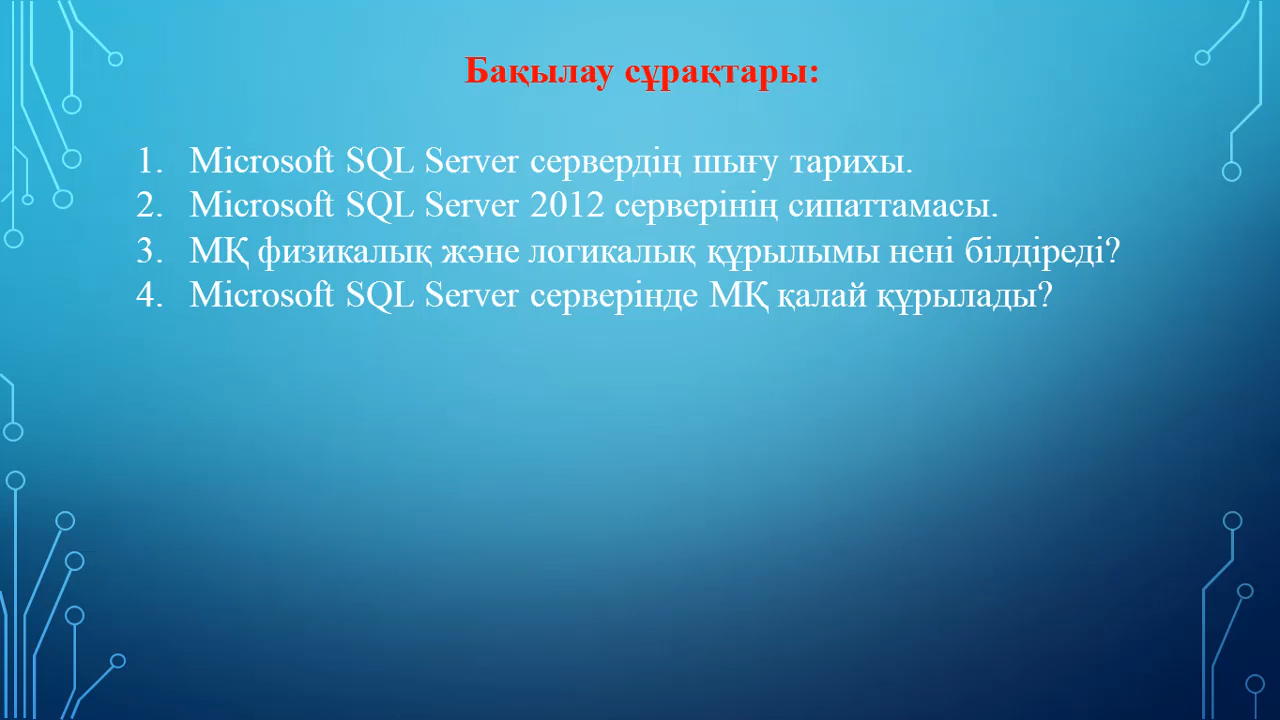 Бақылау сұрақтары:
1. Microsoft SQL Server сервердің шығу тарихы.
2. Microsoft SQL Server 2012 серверінің сипаттамасы.
3. МҚ физикалық және логикалық құрылымы нені білдіреді?
4. Microsoft SQL Server серверінде МҚ қалай құрылады?